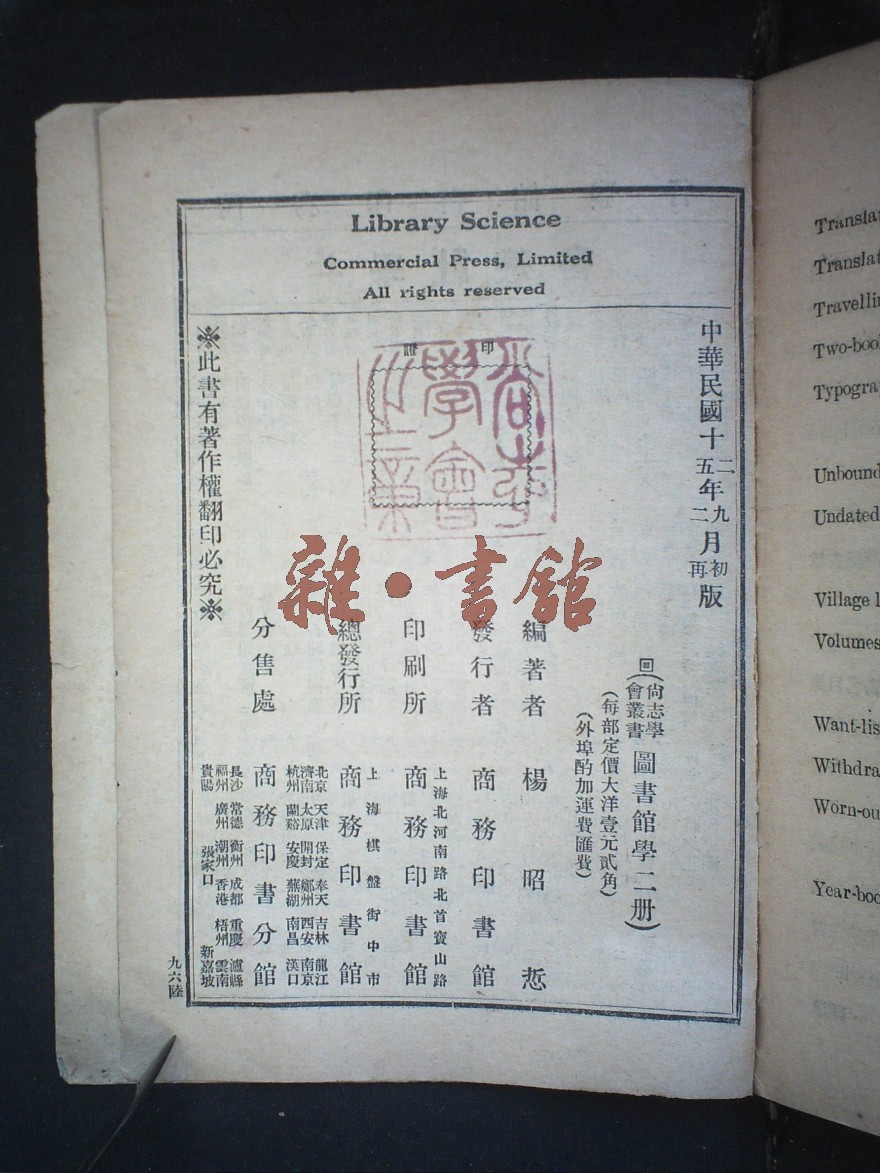 Library Science
Commercial Press, Limited
All rights reserved
中華民國十二五年九二月初再版
回(尚志學會叢書圖書館學二册)
(每部定價大洋壹元貳角)
(外埠酌加運費匯費)
編著者 楊昭悊
發行者 商務印書館
印刷所 上海北河南路北首寶山路 商務印書館
總發行所 上海棋盤街中市 商務印書館
分售處 商務印書分館
北京 天津 保定 奉天 吉林 龍江
濟南 太原 開封 鄭州 西安 南京
杭州 蘭谿 安慶 蕪湖 南昌 漢口
長沙 常德 衡州 成都 重慶 瀘縣
福州 廣州 潮州 香港 梧州 雲南
貴陽 張家口 新嘉坡
※此書有著作權翻印必究※
印證
尚志學會之章
九六陸
雜·書館
Translat
Translat
Travellin
Two-boo
Typogra
Unbound
Undated
Village l
Volumes
Want-lis
Withdra
Worn-ou
Year-boo